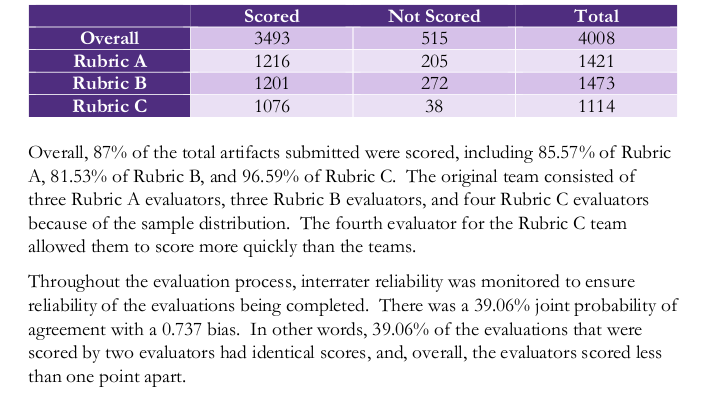 Scored Not Scored Total
Overall 3493 515 4008
Rubric A 1216 205 1421
Rubric B 1201 272 1473
Rubric C 1076 38 1114
Overall, 87% of the total artifacts submitted were scored, including 85.57% of Rubric
A, 81.53% of Rubric B, and 96.59% of Rubric C. The original team consisted of
three Rubric A evaluators, three Rubric B evaluators, and four Rubric C evaluators
because of the sample distribution. The fourth evaluator for the Rubric C team
allowed them to score more quickly than the teams.
Throughout the evaluation process, interrater reliability was monitored to ensure
reliability of the evaluations being completed. There was a 39.06% joint probability of
agreement with a 0.737 bias. In other words, 39.06% of the evaluations that were
scored by two evaluators had identical scores, and, overall, the evaluators scored less
than one point apart.